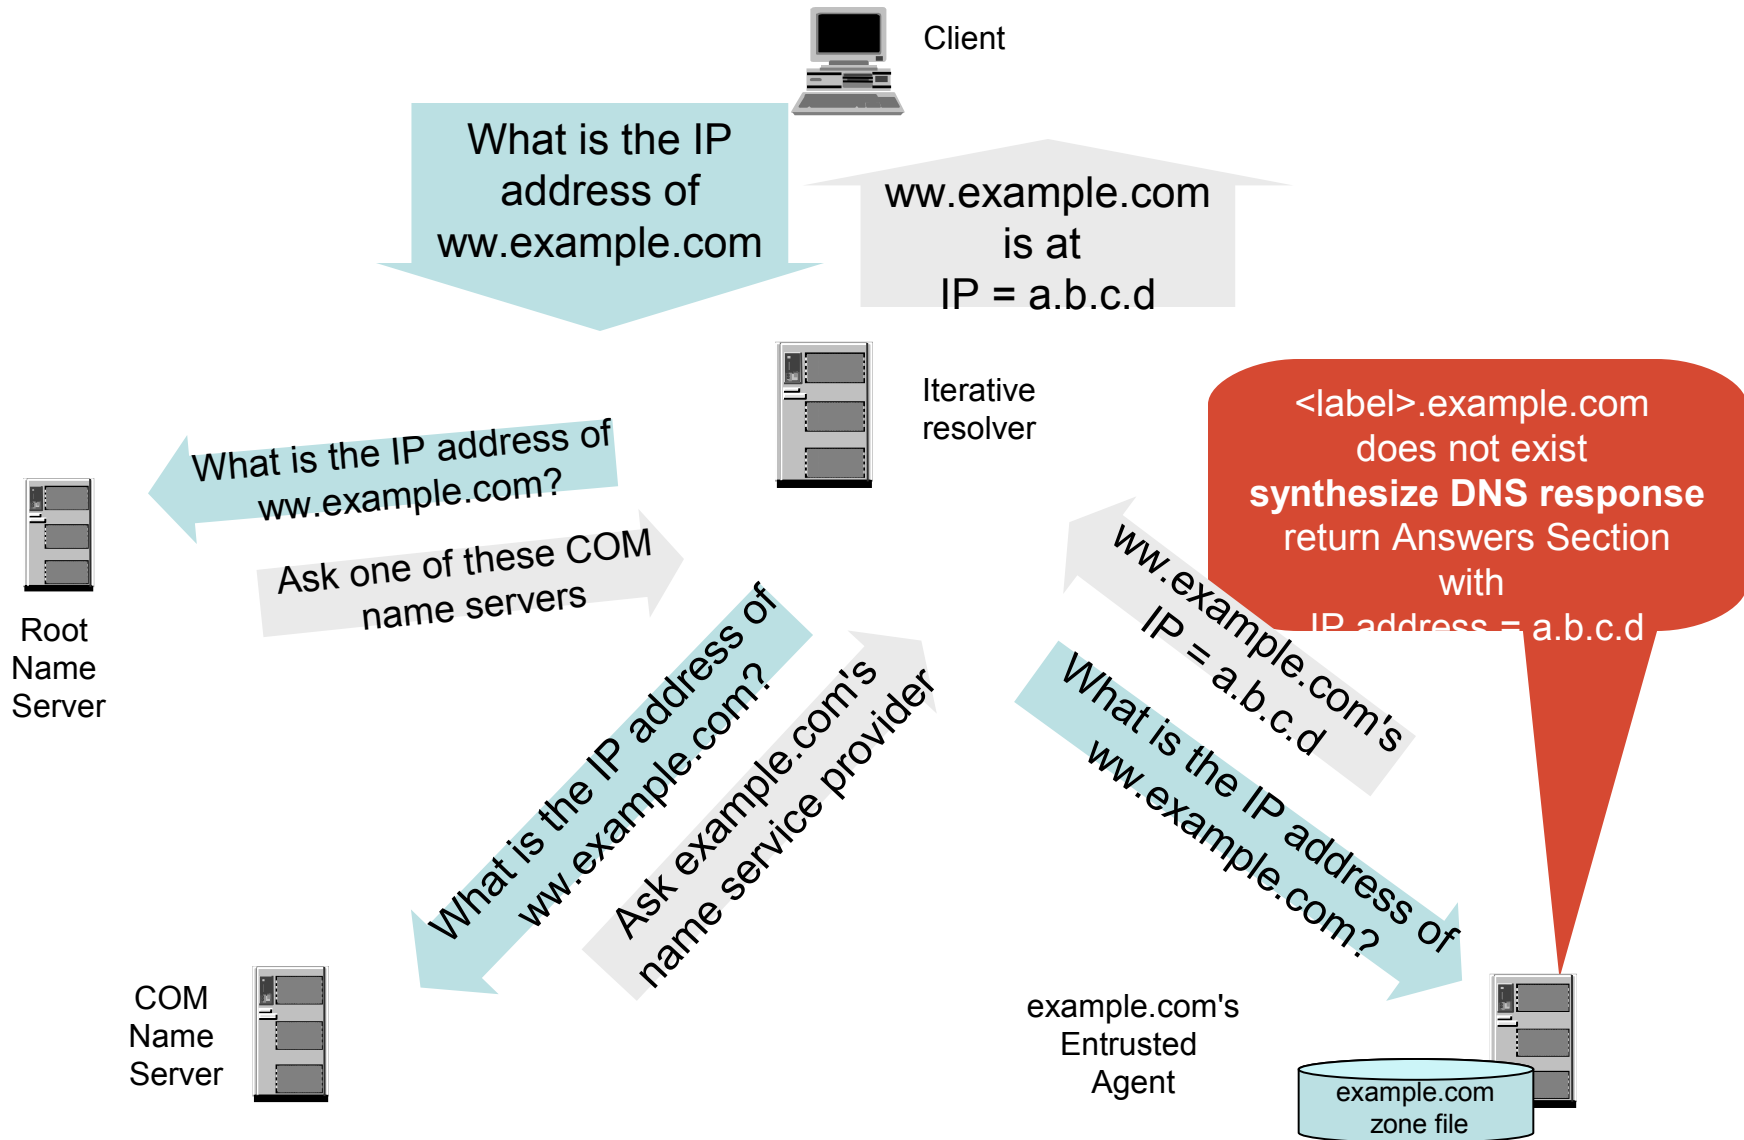 Client
What is the IP
address of
ww.example.com
ww.example.com
is at
IP = a.b.c.d
Iterative
resolver
<label>.example.com
does not exist
synthesize DNS response
return Answers Section
with
IP address = a.b.c.d
What is the IP address of
ww.example.com?
Ask one of these COM
name servers
Root
Name
Server
What is the IP address of
ww.example.com?
Ask example.com's
name service provider
ww.example.com's
IP = a.b.c.d
What is the IP address of
ww.example.com?
COM
Name
Server
example.com's
Entrusted
Agent
example.com
zone file